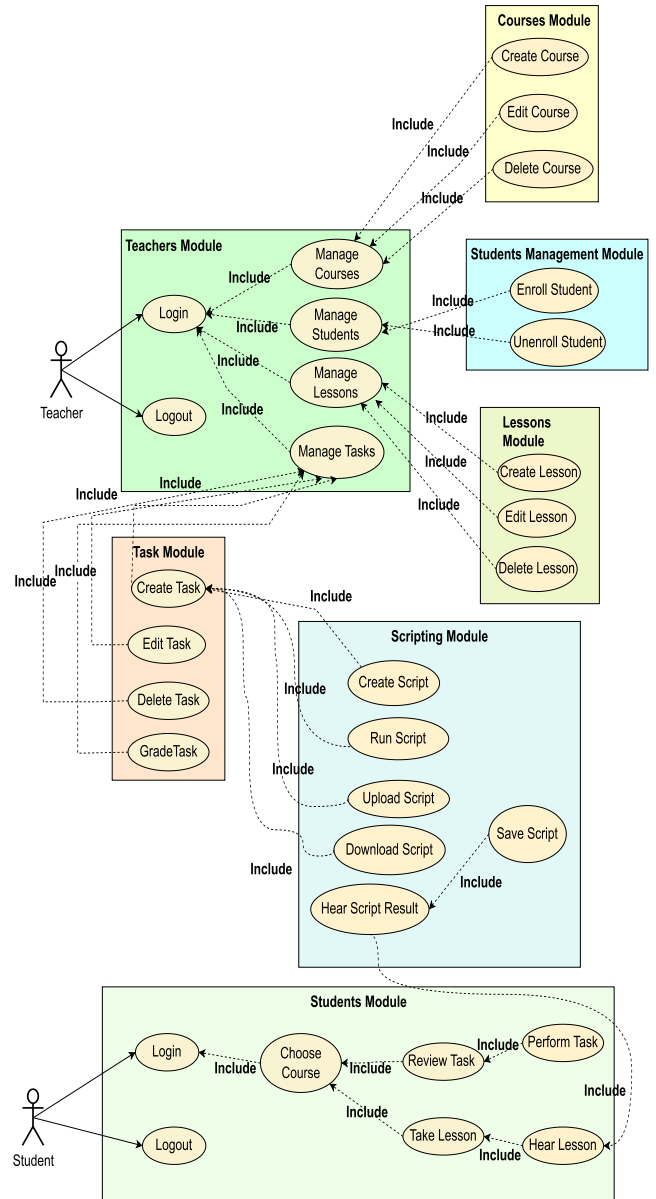 Courses Module
Create Course
Include
Edit Course
Include
Delete Course
Include
Teachers Module
Manage
Courses
Include
Login
Manage
Students
Include
Include
Manage
Lessons
Include
Logout
Manage Tasks
Teacher
Students Management Module
Enroll Student
Include
Unenroll Student
Include
Lessons
Module
Include
Create Lesson
Include
Edit Lesson
Include
Delete Lesson
Include
Include
Include
Include
Task Module
Create Task
Edit Task
Delete Task
GradeTask
Include
Scripting Module
Create Script
Include
Run Script
Include
Upload Script
Save Script
Download Script
Include
Include
Hear Script Result
Students Module
Login
Include
Choose
Course
Include
Review Task
Include
Perform Task
Include
Include
Take Lesson
Include
Hear Lesson
Logout
Student